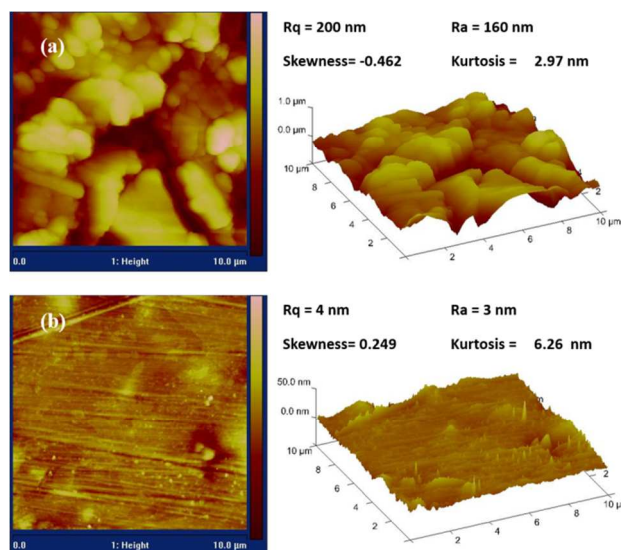 (a)
Rq = 200 nm Ra = 160 nm
Skewness= -0.462 Kurtosis = 2.97 nm
1.0 µm
0.0 µm
10 µm
8
6
4
2
2
4
6
8
10 µm
2
0.0 1: Height 10.0 µm
(b)
Rq = 4 nm Ra = 3 nm
Skewness= 0.249 Kurtosis = 6.26 nm
50.0 nm
0.0 nm
10 µm
8
6
4
2
2
4
6
8
10 µm
2
0.0 1: Height 10.0 µm